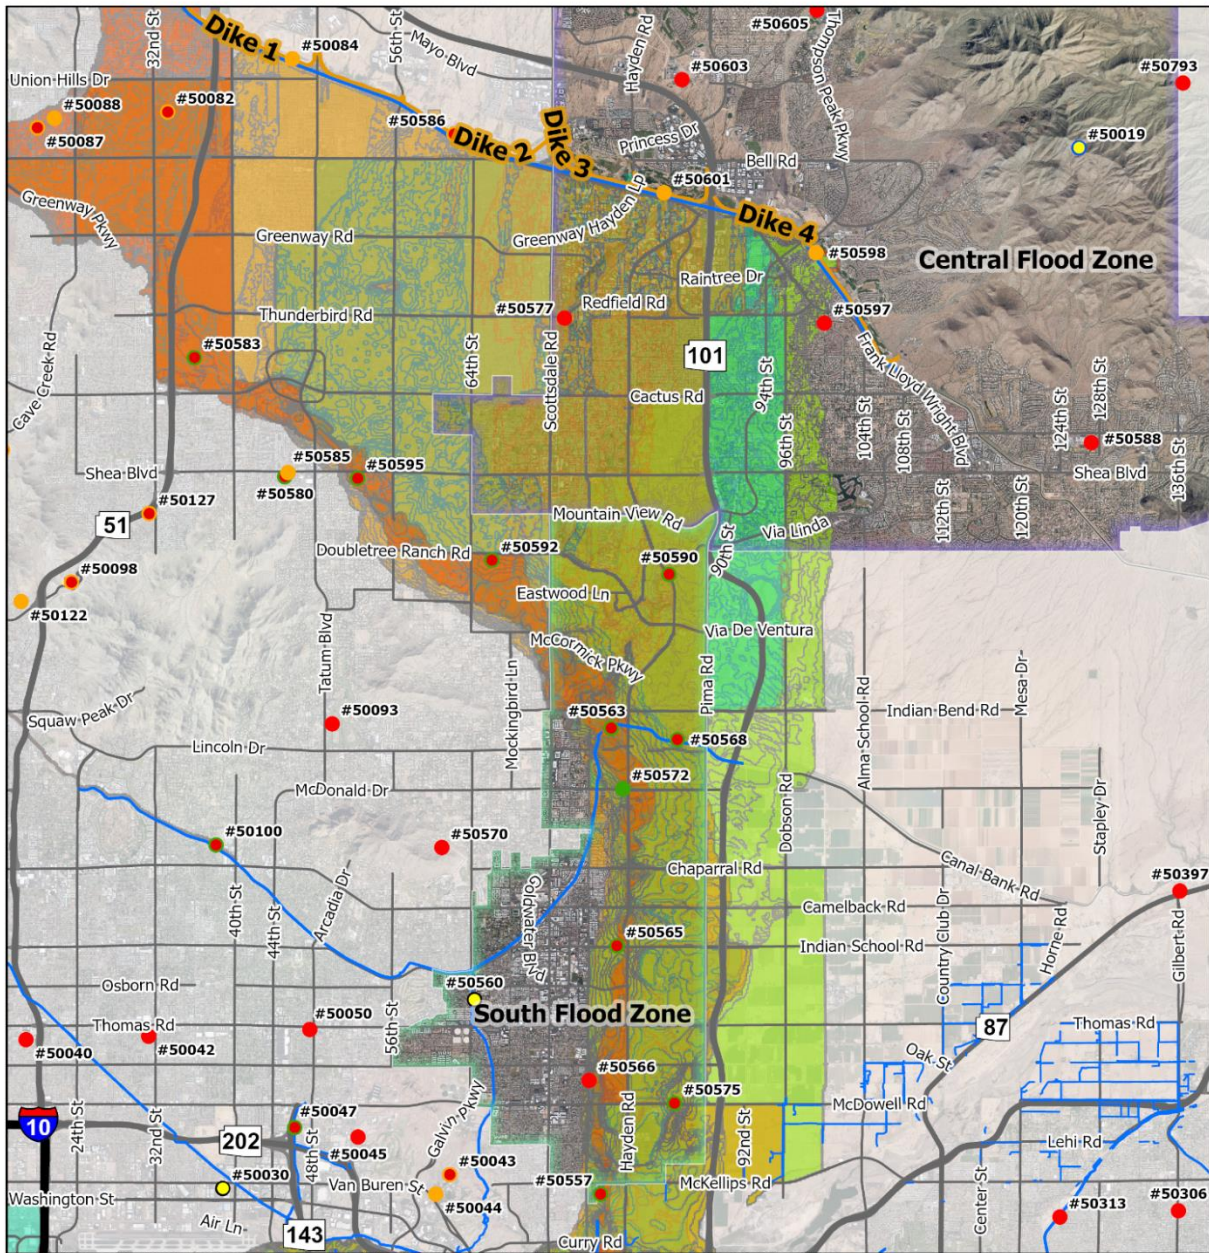 32nd St
Dike 1
#50084
56th St
Mayo Blvd
Hayden Rd
#50605
Thompson Peak Pkwy
#50603
#50793
Union Hills Dr
#50088
#50082
#50087
#50586
Dike 2
Dike 3
Princess Dr
Bell Rd
#50019
Greenway Pkwy
#50601
Greenway Rd
Greenway Hayden Lp
Dike 4
#50598
Central Flood Zone
Raintree Dr
#50577
Redfield Rd
Thunderbird Rd
#50597
Cave Creek Rd
#50583
64th St
Scottsdale Rd
101
Frank Lloyd Wright Blvd
Cactus Rd
94th St
96th St
104th St
108th St
124th St
128th St
#50588
Shea Blvd
#50585
#50595
#50580
Shea Blvd
136th St
112th St
120th St
#50127
51
Mountain View Rd
Via Linda
90th St
Doubletree Ranch Rd
#50592
#50590
#50098
Eastwood Ln
#50122
Tatum Blvd
Via De Ventura
McCormick Pkwy
Mockingbird Ln
Pima Rd
Alma School Rd
Mesa Dr
Squaw Peak Dr
#50093
#50563
Indian Bend Rd
#50568
Lincoln Dr
#50572
McDonald Dr
Dobson Rd
Stapley Dr
#50100
#50570
Chaparral Rd
Canal Bank Rd
40th St
44th St
Arcadia Dr
Goldwater Blvd
Camelback Rd
Country Club Dr
#50397
Horne Rd
Gilbert Rd
#50565
Indian School Rd
Osborn Rd
#50560
56th St
South Flood Zone
Thomas Rd
#50050
87
Thomas Rd
#50040
#50042
Oak St
#50566
#50575
McDowell Rd
10
24th St
32nd St
202
#50047
48th St
#50045
Galvin pkwy
Hayden Rd
92nd St
Lehi Rd
Center St
#50030
#50043
Van Buren St
#50044
#50557
McKellips Rd
Washington St
#50313
#50306
Air Ln
143
Curry Rd